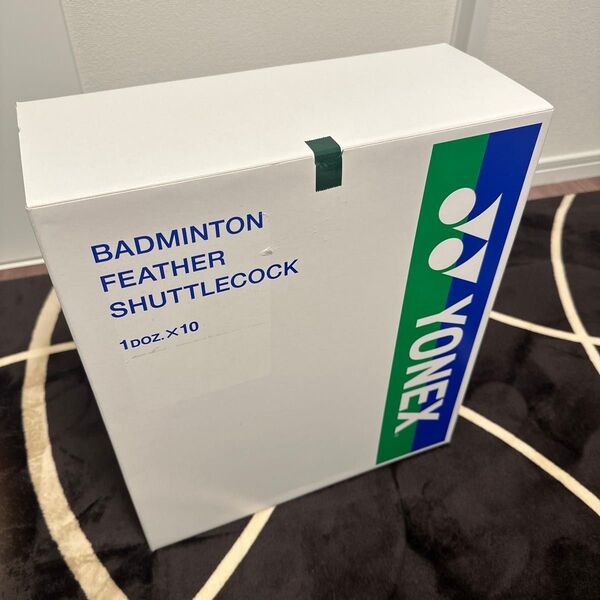 BADMINTON
FEATHER
SHUTTLECOCK
1DOZ.×10
YONEX